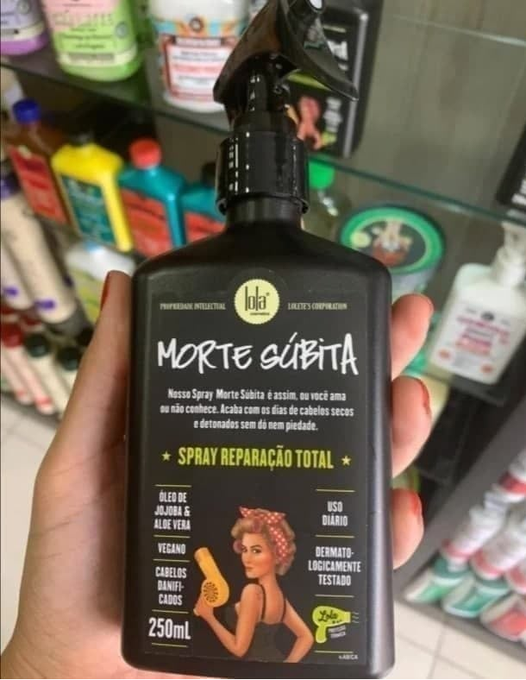 PROPRIEDADE INTELECTUAL
lola
LOLETE'S CORPORATION
MORTE SÚBITA
Nosso Spray Morte Súbita é assim, ou você ama
ou não conhece. Acaba com os dias de cabelos secos
e detonados sem dó nem piedade.
SPRAY REPARAÇÃO TOTAL
ÓLEO DE
JOJOBA &
ALOE VERA
VEGANO
CABELOS
DANIFI-
CADOS
250mL
USO
DIÁRIO
DERMATO-
LOGICAMENTE
TESTADO
Lola